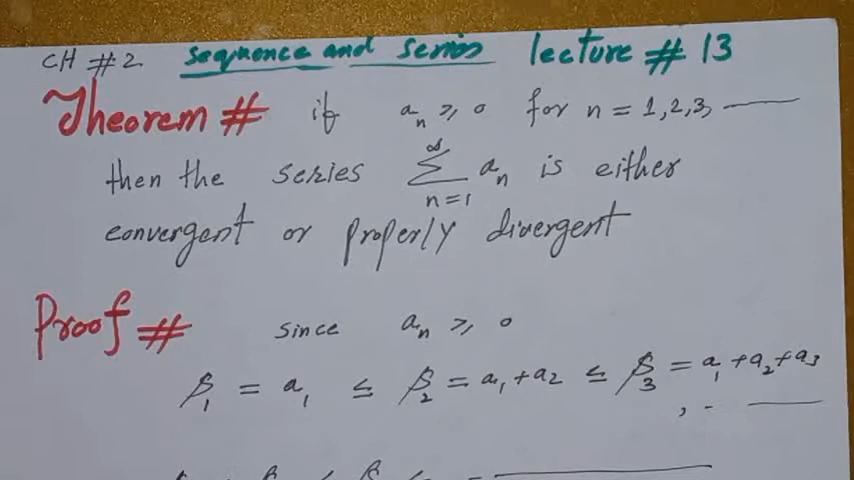 CH # 2 Sequence and series lecture # 13
Theorem # if aₙ ⩾ 0 for n = 1,2,3, ——
then the series ∑_{n=1}^{∞} aₙ is either
convergent or properly divergent
Proof # since aₙ ⩾ 0
β₁ = a₁ ≤ β₂ = a₁+a₂ ≤ β₃ = a₁+a₂+a₃
, - ——